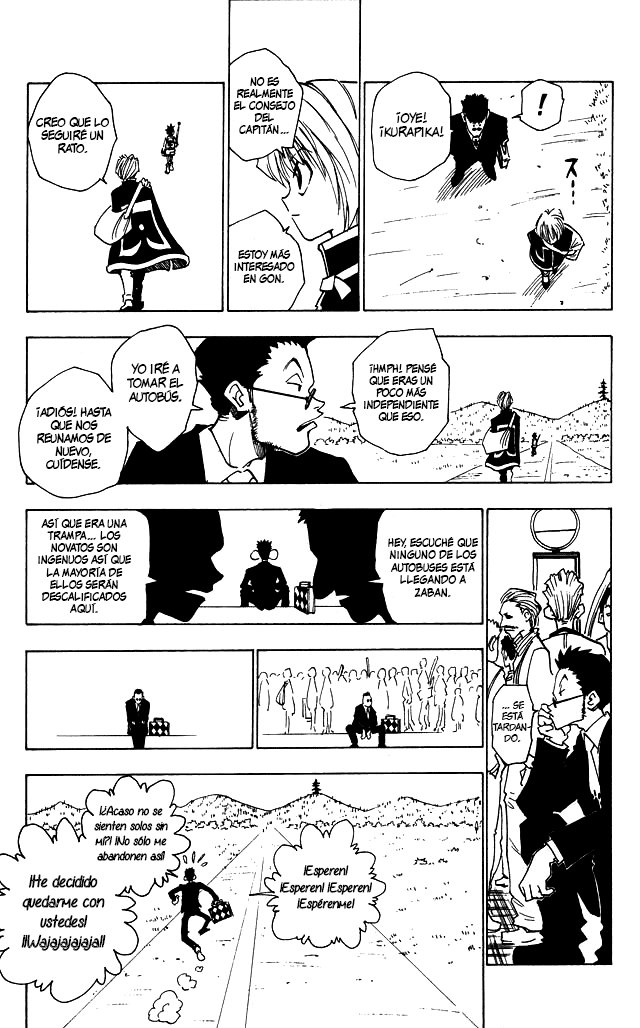 !
¡OYE!
¡KURAPIKA!
スー…
NO ES
REALMENTE
EL CONSEJO
DEL
CAPITÁN...
ESTOY MÁS
INTERESADO
EN GON.
CREO QUE LO
SEGUIRÉ UN
RATO.
¡HMPH! PENSÉ
QUE ERAS UN
POCO MÁS
INDEPENDIENTE
QUE ESO.
YO IRÉ A
TOMAR EL
AUTOBÚS.
¡ADIÓS! HASTA
QUE NOS
REUNAMOS DE
NUEVO,
CUÍDENSE.
... SE
ESTÁ
TARDAN-
DO.
HEY, ESCUCHÉ QUE
NINGUNO DE LOS
AUTOBUSES ESTÁ
LLEGANDO A
ZABAN.
ASÍ QUE ERA UNA
TRAMPA... LOS
NOVATOS SON
INGENUOS ASÍ QUE
LA MAYORÍA DE
ELLOS SERÁN
DESCALIFICADOS
AQUÍ.
¡Esperen!
¡Esperen! ¡Esperen!
¡Espérenme!
¡¿Acaso no se
sienten solos sin
mí?! ¡No sólo me
abandonen así!
¡¡He decidido
quedarme con
ustedes!
¡¡Wajajajajaja!!